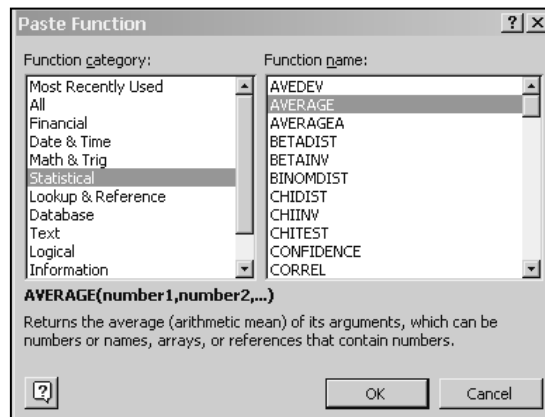 Paste Function
? X
Function category:
Most Recently Used
All
Financial
Date & Time
Math & Trig
Statistical
Lookup & Reference
Database
Text
Logical
Information
Function name:
AVEDEV
AVERAGE
AVERAGEA
BETADIST
BETAINV
BINOMDIST
CHIDIST
CHIINV
CHITEST
CONFIDENCE
CORREL
AVERAGE(number1,number2,...)
Returns the average (arithmetic mean) of its arguments, which can be
numbers or names, arrays, or references that contain numbers.
?
OK
Cancel